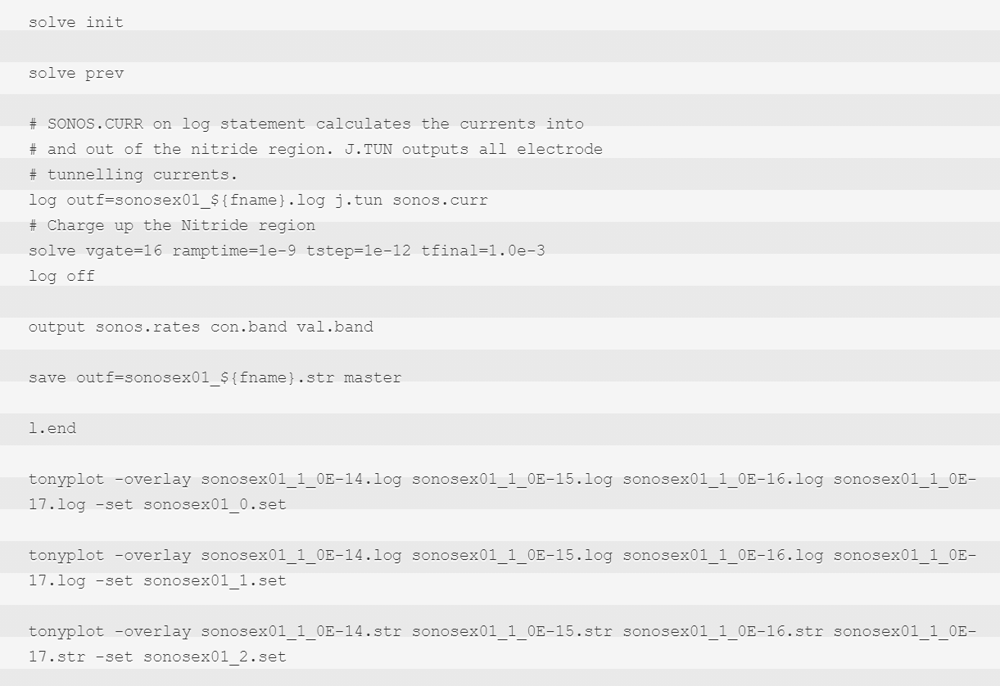 solve init
solve prev
# SONOS.CURR on log statement calculates the currents into
# and out of the nitride region. J.TUN outputs all electrode
# tunnelling currents.
log outf=sonosex01_${fname}.log j.tun sonos.curr
# Charge up the Nitride region
solve vgate=16 ramptime=1e-9 tstep=1e-12 tfinal=1.0e-3
log off
output sonos.rates con.band val.band
save outf=sonosex01_${fname}.str master
l.end
tonyplot -overlay sonosex01_1_0E-14.log sonosex01_1_0E-15.log sonosex01_1_0E-16.log sonosex01_1_0E-
17.log -set sonosex01_0.set
tonyplot -overlay sonosex01_1_0E-14.log sonosex01_1_0E-15.log sonosex01_1_0E-16.log sonosex01_1_0E-
17.log -set sonosex01_1.set
tonyplot -overlay sonosex01_1_0E-14.str sonosex01_1_0E-15.str sonosex01_1_0E-16.str sonosex01_1_0E-
17.str -set sonosex01_2.set